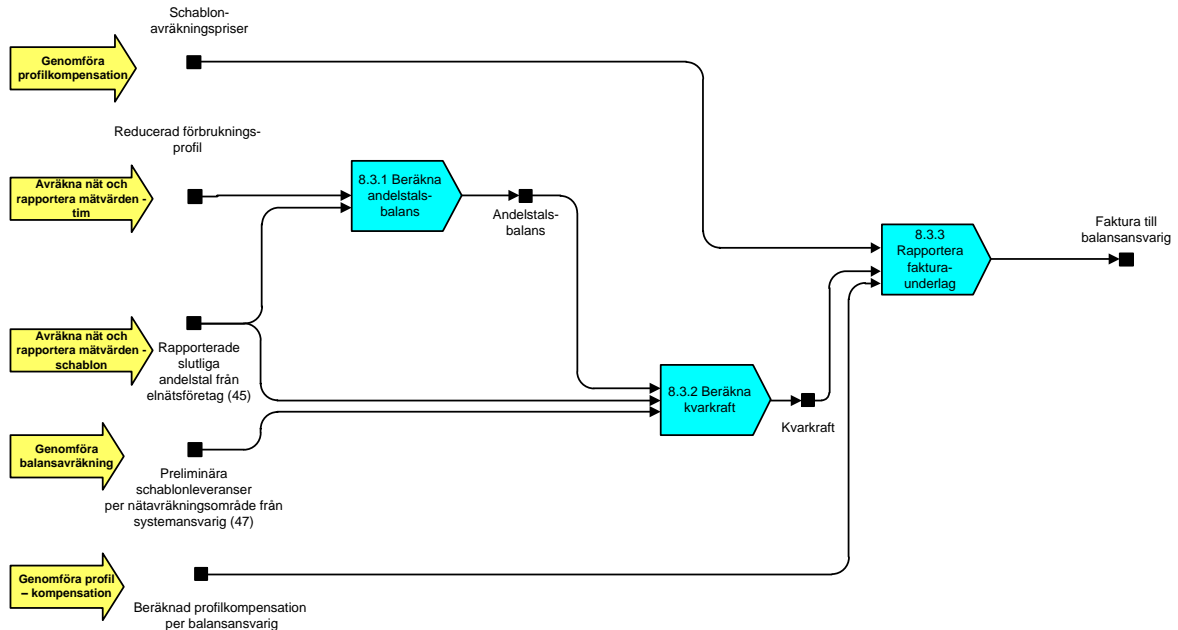 Schablon-
avräkningspriser
Genomföra
profilkompensation
Reducerad förbruknings-
profil
Avräkna nät och
rapportera mätvärden -
tim
8.3.1 Beräkna
andelstals-
balans
Andelstals-
balans
8.3.3
Rapportera
faktura-
underlag
Faktura till
balansansvarig
Avräkna nät och
rapportera mätvärden -
schablon
Rapporterade
slutliga
andelstal från
elnätsföretag (45)
8.3.2 Beräkna
kvarkraft
Kvarkraft
Genomföra
balansavräkning
Preliminära
schablonleveranser
per nätavräkningsområde från
systemansvarig (47)
Genomföra profil
– kompensation
Beräknad profilkompensation
per balansansvarig